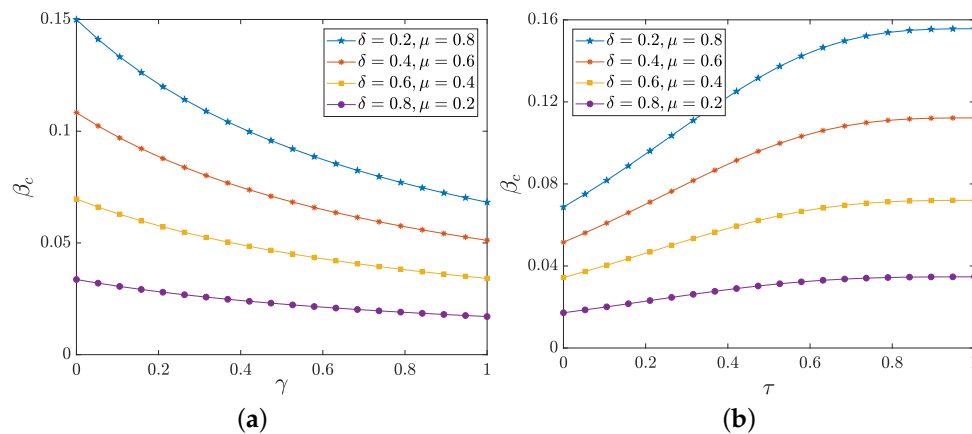 0.15
0.1
0.05
0
β_c
0
0.2
0.4
0.6
0.8
1
γ
δ = 0.2, μ = 0.8
δ = 0.4, μ = 0.6
δ = 0.6, μ = 0.4
δ = 0.8, μ = 0.2
(a)
0.16
0.12
0.08
0.04
0
β_c
0
0.2
0.4
0.6
0.8
1
τ
δ = 0.2, μ = 0.8
δ = 0.4, μ = 0.6
δ = 0.6, μ = 0.4
δ = 0.8, μ = 0.2
(b)